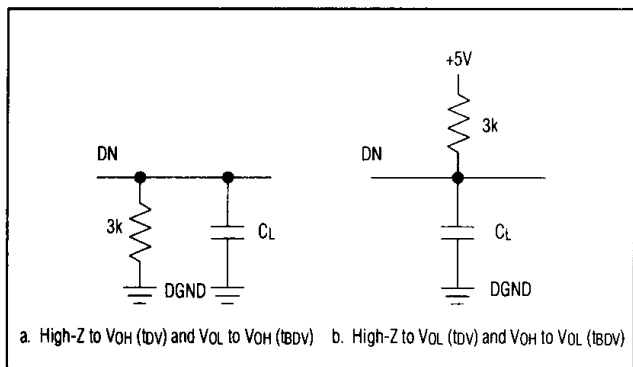 DN
3k
CL
DGND
a. High-Z to VOH (tDV) and VOL to VOH (tBDV)
+5V
3k
DN
CL
DGND
b. High-Z to VOL (tDV) and VOH to VOL (tBDV)